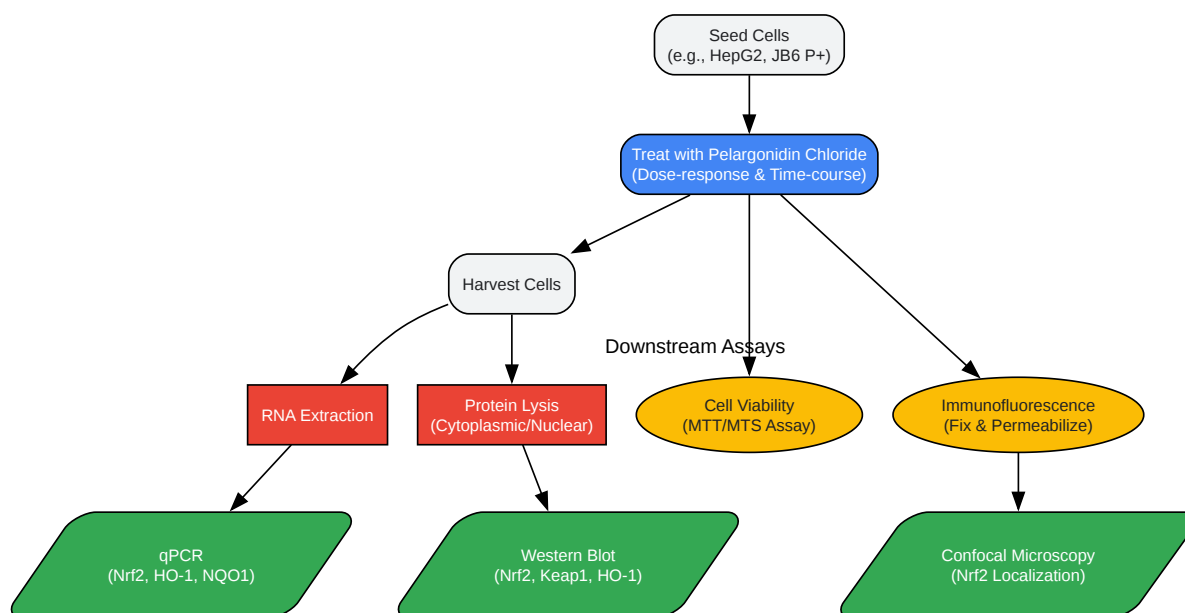 Seed Cells
(e.g., HepG2, JB6 P+)
Treat with Pelargonidin Chloride
(Dose-response & Time-course)
Harvest Cells
Downstream Assays
RNA Extraction
Protein Lysis
(Cytoplasmic/Nuclear)
Cell Viability
(MTT/MTS Assay)
Immunofluorescence
(Fix & Permeabilize)
qPCR
(Nrf2, HO-1, NQO1)
Western Blot
(Nrf2, Keap1, HO-1)
Confocal Microscopy
(Nrf2 Localization)